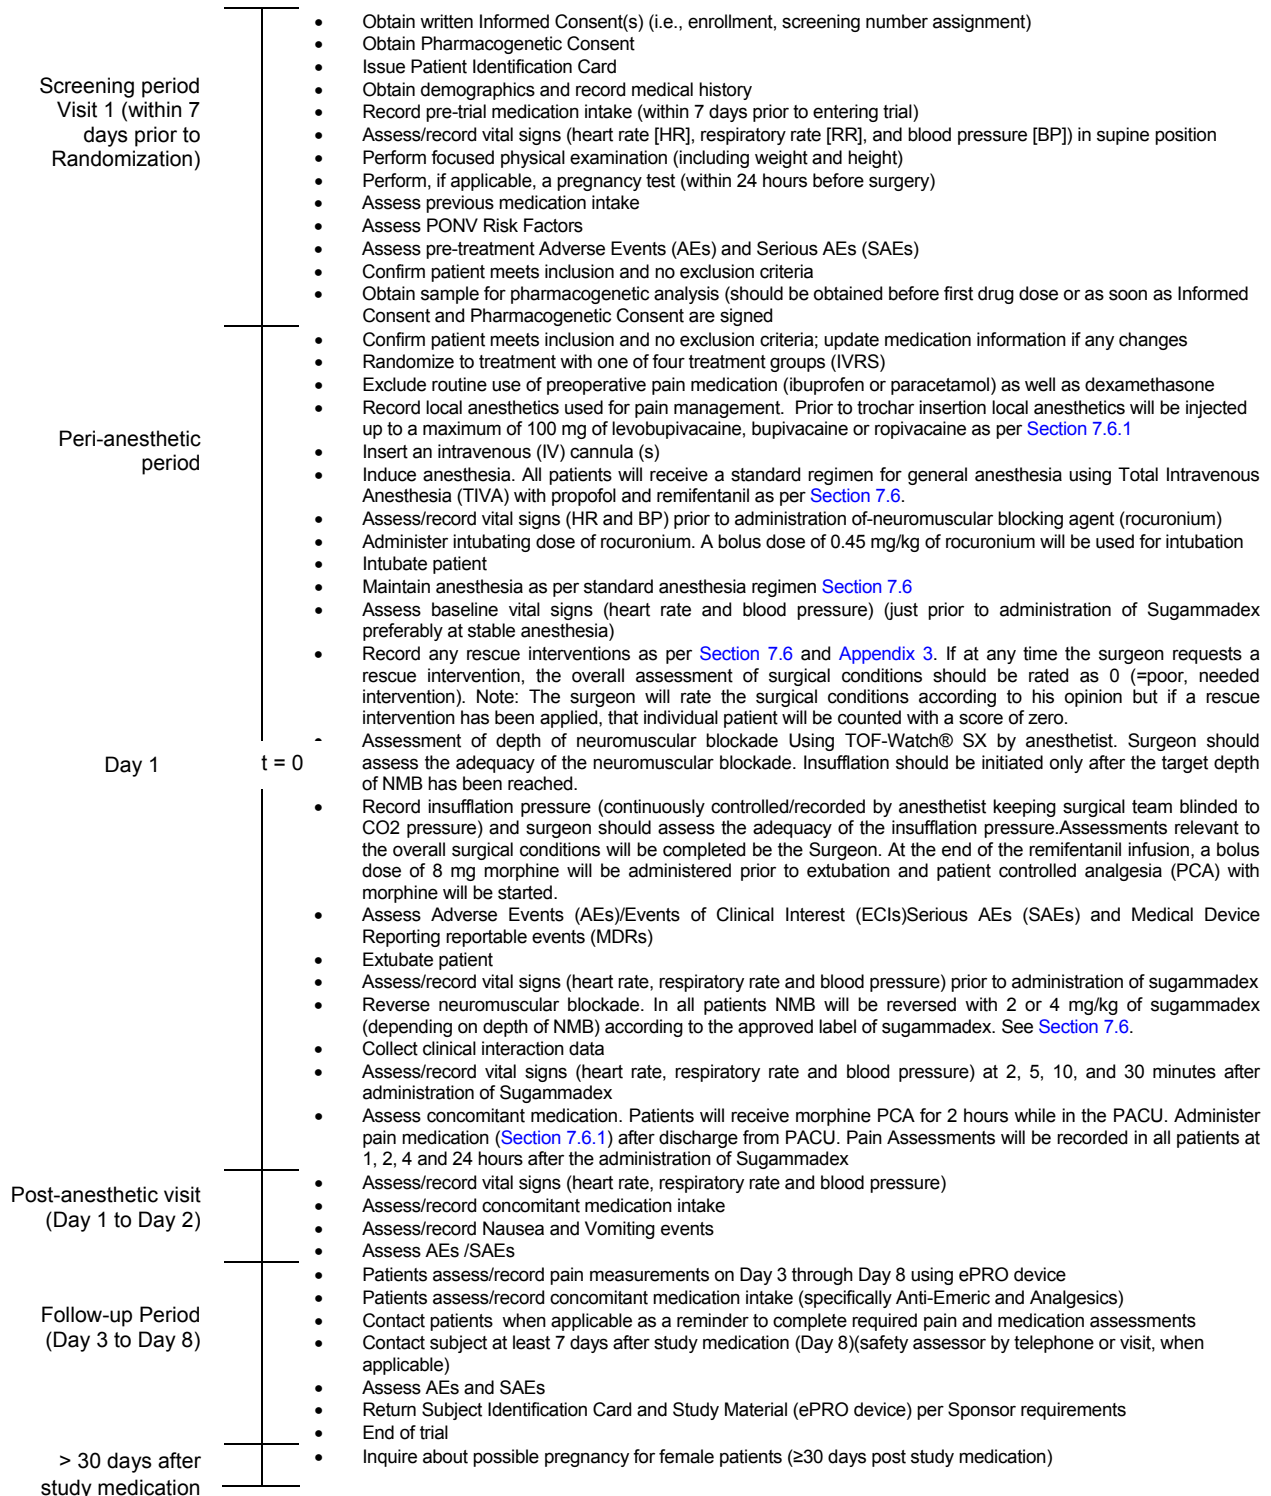 Screening period
Visit 1 (within 7
days prior to
Randomization)
• Obtain written Informed Consent(s) (i.e., enrollment, screening number assignment)
• Obtain Pharmacogenetic Consent
• Issue Patient Identification Card
• Obtain demographics and record medical history
• Record pre-trial medication intake (within 7 days prior to entering trial)
• Assess/record vital signs (heart rate [HR], respiratory rate [RR], and blood pressure [BP]) in supine position
• Perform focused physical examination (including weight and height)
• Perform, if applicable, a pregnancy test (within 24 hours before surgery)
• Assess previous medication intake
• Assess PONV Risk Factors
• Assess pre-treatment Adverse Events (AEs) and Serious AEs (SAEs)
• Confirm patient meets inclusion and no exclusion criteria
• Obtain sample for pharmacogenetic analysis (should be obtained before first drug dose or as soon as Informed
Consent and Pharmacogenetic Consent are signed
Peri-anesthetic
period
• Confirm patient meets inclusion and no exclusion criteria; update medication information if any changes
• Randomize to treatment with one of four treatment groups (IVRS)
• Exclude routine use of preoperative pain medication (ibuprofen or paracetamol) as well as dexamethasone
• Record local anesthetics used for pain management. Prior to trochar insertion local anesthetics will be injected
up to a maximum of 100 mg of levobupivacaine, bupivacaine or ropivacaine as per Section 7.6.1
• Insert an intravenous (IV) cannula (s)
• Induce anesthesia. All patients will receive a standard regimen for general anesthesia using Total Intravenous
Anesthesia (TIVA) with propofol and remifentanil as per Section 7.6.
• Assess/record vital signs (HR and BP) prior to administration of-neuromuscular blocking agent (rocuronium)
• Administer intubating dose of rocuronium. A bolus dose of 0.45 mg/kg of rocuronium will be used for intubation
• Intubate patient
• Maintain anesthesia as per standard anesthesia regimen Section 7.6
• Assess baseline vital signs (heart rate and blood pressure) (just prior to administration of Sugammadex
preferably at stable anesthesia)
• Record any rescue interventions as per Section 7.6 and Appendix 3. If at any time the surgeon requests a
rescue intervention, the overall assessment of surgical conditions should be rated as 0 (=poor, needed
intervention). Note: The surgeon will rate the surgical conditions according to his opinion but if a rescue
intervention has been applied, that individual patient will be counted with a score of zero.
Day 1
t = 0
• Assessment of depth of neuromuscular blockade Using TOF-Watch® SX by anesthetist. Surgeon should
assess the adequacy of the neuromuscular blockade. Insufflation should be initiated only after the target depth
of NMB has been reached.
• Record insufflation pressure (continuously controlled/recorded by anesthetist keeping surgical team blinded to
CO2 pressure) and surgeon should assess the adequacy of the insufflation pressure.Assessments relevant to
the overall surgical conditions will be completed be the Surgeon. At the end of the remifentanil infusion, a bolus
dose of 8 mg morphine will be administered prior to extubation and patient controlled analgesia (PCA) with
morphine will be started.
• Assess Adverse Events (AEs)/Events of Clinical Interest (ECIs)Serious AEs (SAEs) and Medical Device
Reporting reportable events (MDRs)
• Extubate patient
• Assess/record vital signs (heart rate, respiratory rate and blood pressure) prior to administration of sugammadex
• Reverse neuromuscular blockade. In all patients NMB will be reversed with 2 or 4 mg/kg of sugammadex
(depending on depth of NMB) according to the approved label of sugammadex. See Section 7.6.
• Collect clinical interaction data
• Assess/record vital signs (heart rate, respiratory rate and blood pressure) at 2, 5, 10, and 30 minutes after
administration of Sugammadex
• Assess concomitant medication. Patients will receive morphine PCA for 2 hours while in the PACU. Administer
pain medication (Section 7.6.1) after discharge from PACU. Pain Assessments will be recorded in all patients at
1, 2, 4 and 24 hours after the administration of Sugammadex
Post-anesthetic visit
(Day 1 to Day 2)
• Assess/record vital signs (heart rate, respiratory rate and blood pressure)
• Assess/record concomitant medication intake
• Assess/record Nausea and Vomiting events
• Assess AEs /SAEs
Follow-up Period
(Day 3 to Day 8)
• Patients assess/record pain measurements on Day 3 through Day 8 using ePRO device
• Patients assess/record concomitant medication intake (specifically Anti-Emeric and Analgesics)
• Contact patients when applicable as a reminder to complete required pain and medication assessments
• Contact subject at least 7 days after study medication (Day 8)(safety assessor by telephone or visit, when
applicable)
• Assess AEs and SAEs
• Return Subject Identification Card and Study Material (ePRO device) per Sponsor requirements
• End of trial
> 30 days after
study medication
• Inquire about possible pregnancy for female patients (≥30 days post study medication)